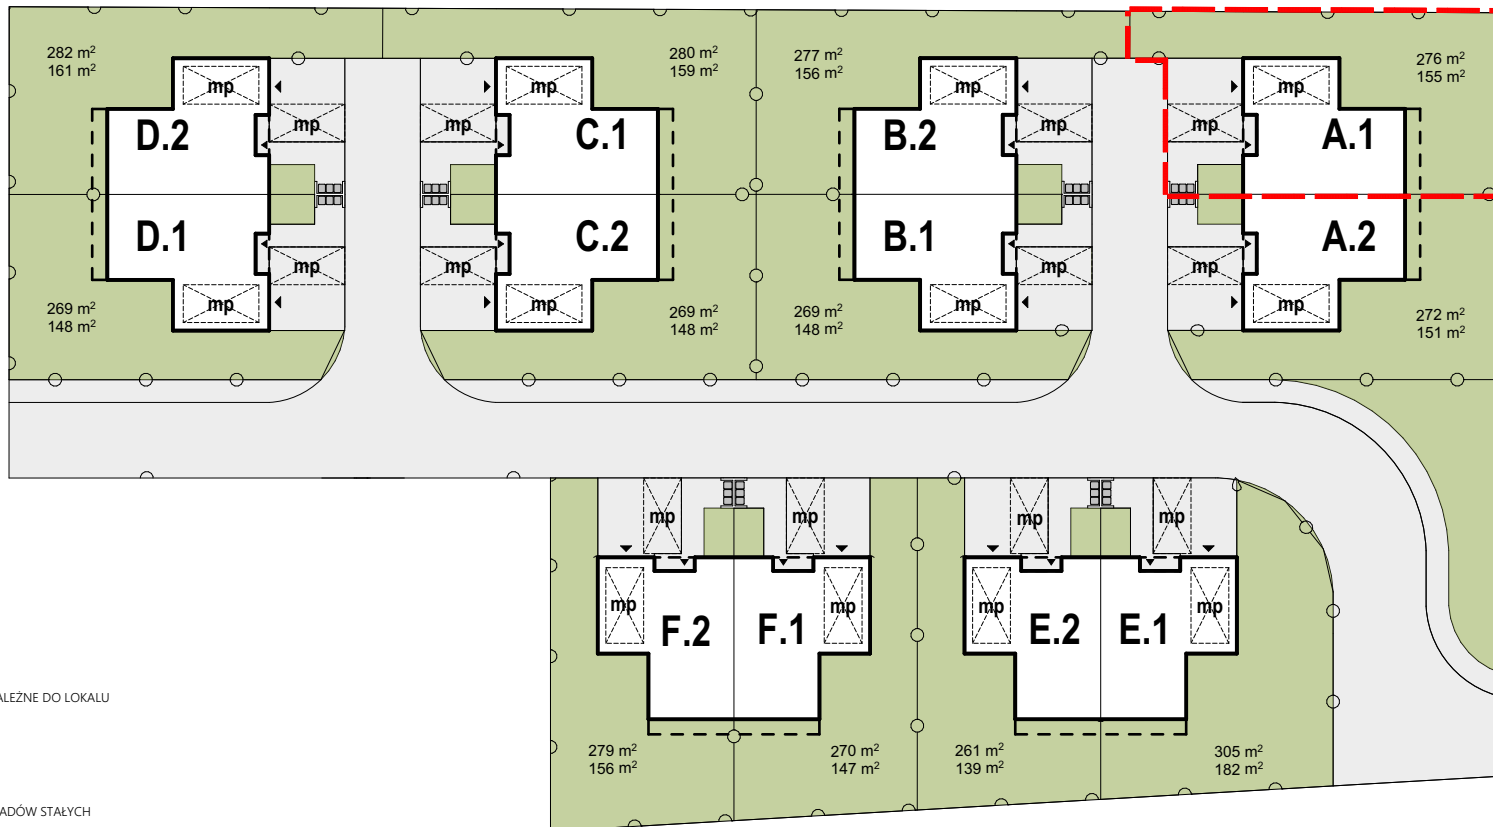 282 m²
161 m²
280 m²
159 m²
277 m²
156 m²
276 m²
155 m²
mp
mp
mp
mp
mp
mp
mp
mp
D.2
C.1
B.2
A.1
D.1
C.2
B.1
A.2
mp
mp
mp
mp
mp
mp
mp
mp
269 m²
148 m²
269 m²
148 m²
269 m²
148 m²
272 m²
151 m²
mp
mp
mp
mp
mp
mp
mp
mp
F.2
F.1
E.2
E.1
279 m²
156 m²
270 m²
147 m²
261 m²
139 m²
305 m²
182 m²
ALEŻNE DO LOKALU
ADÓW STAŁYCH